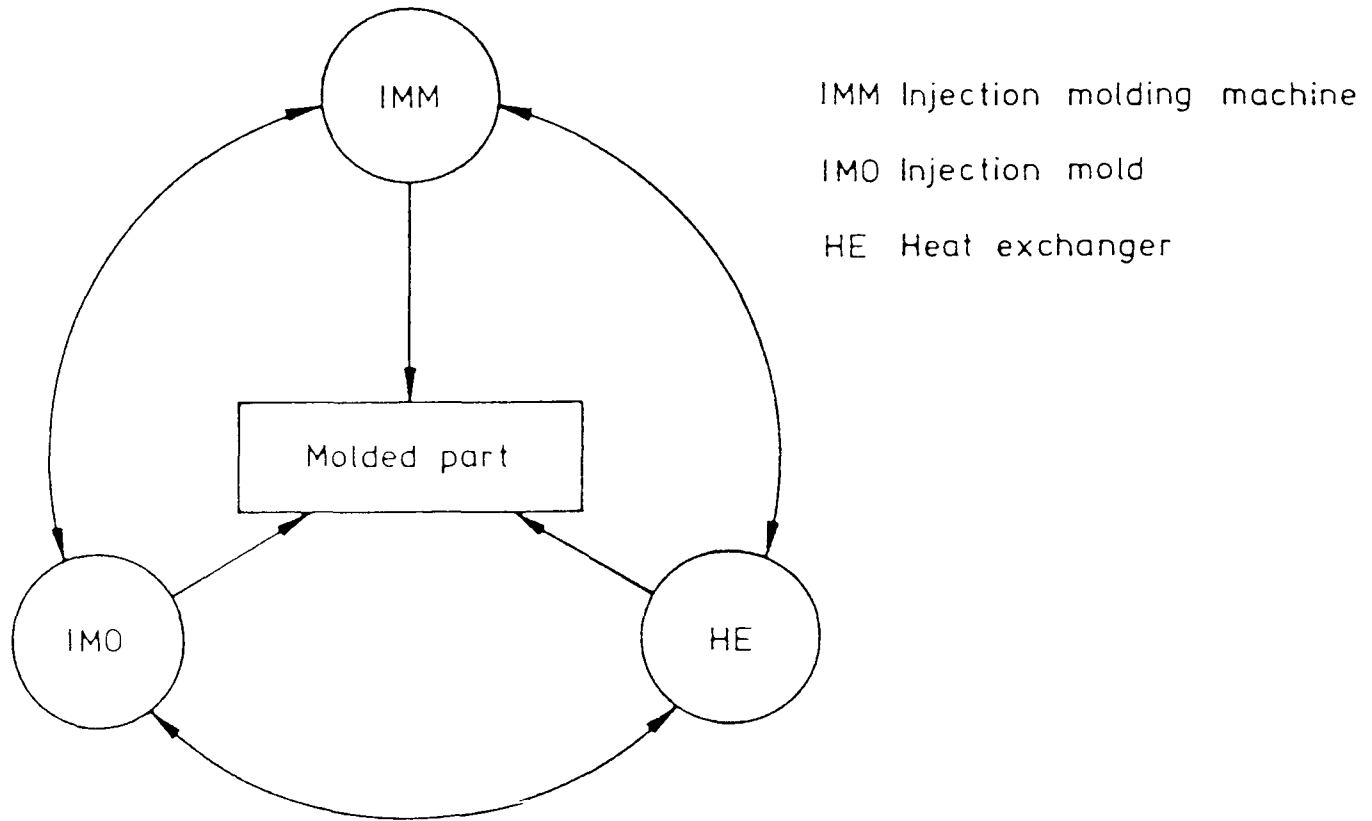 IMM
IMM Injection molding machine
IMO Injection mold
HE Heat exchanger
Molded part
IMO
HE